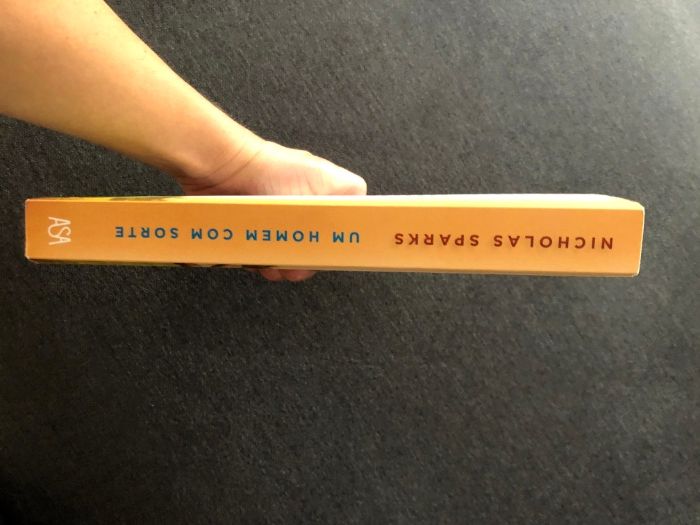 NICHOLAS SPARKS
UM HOMEM COM SORTE
ASA